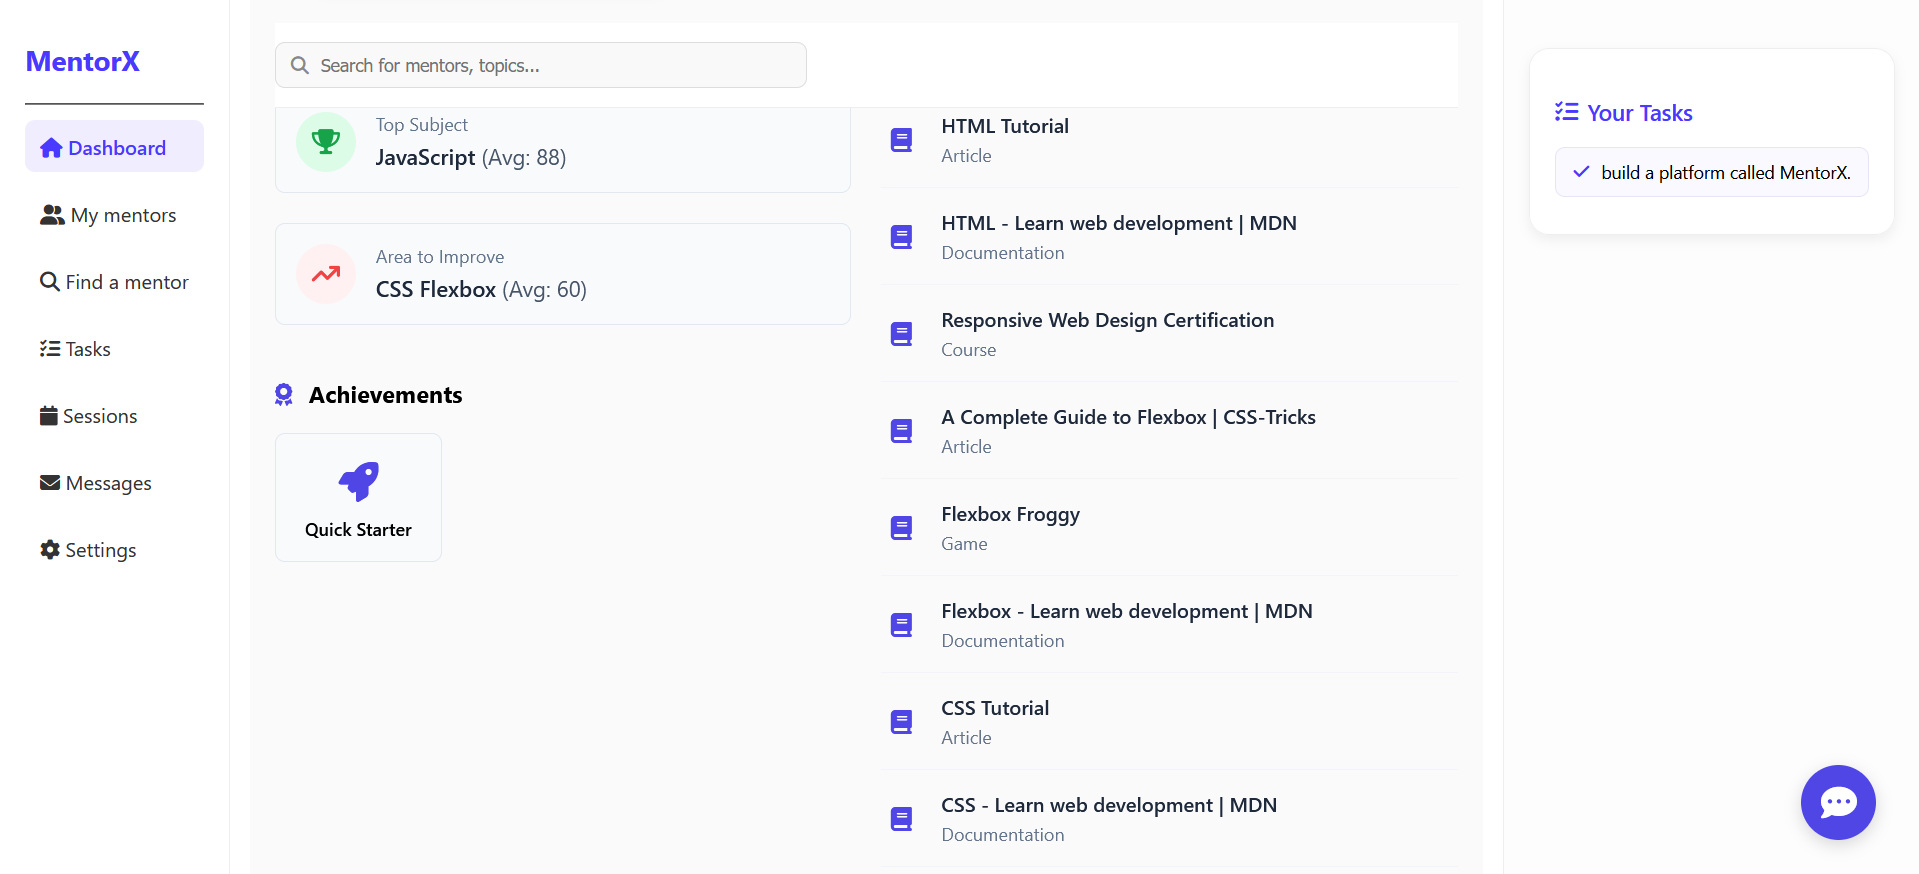 MentorX
Dashboard
My mentors
Find a mentor
Tasks
Sessions
Messages
Settings
Search for mentors, topics...
Top Subject
JavaScript (Avg: 88)
Area to Improve
CSS Flexbox (Avg: 60)
Achievements
Quick Starter
HTML Tutorial
Article
HTML - Learn web development | MDN
Documentation
Responsive Web Design Certification
Course
A Complete Guide to Flexbox | CSS-Tricks
Article
Flexbox Froggy
Game
Flexbox - Learn web development | MDN
Documentation
CSS Tutorial
Article
CSS - Learn web development | MDN
Documentation
Your Tasks
build a platform called MentorX.